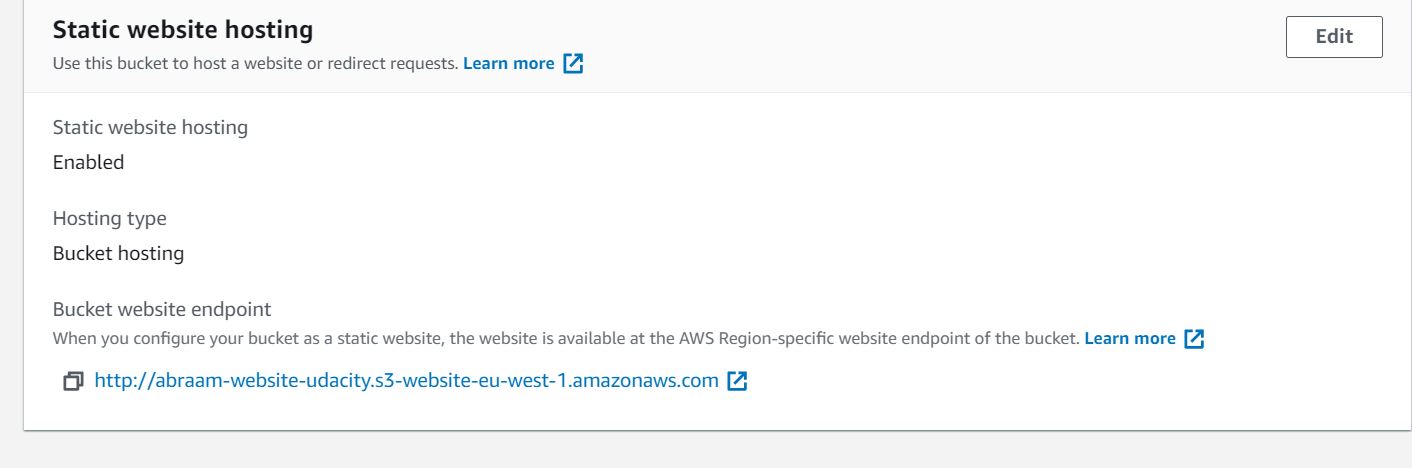 Static website hosting
Edit
Use this bucket to host a website or redirect requests. Learn more
Static website hosting
Enabled
Hosting type
Bucket hosting
Bucket website endpoint
When you configure your bucket as a static website, the website is available at the AWS Region-specific website endpoint of the bucket. Learn more
http://abraam-website-udacity.s3-website-eu-west-1.amazonaws.com